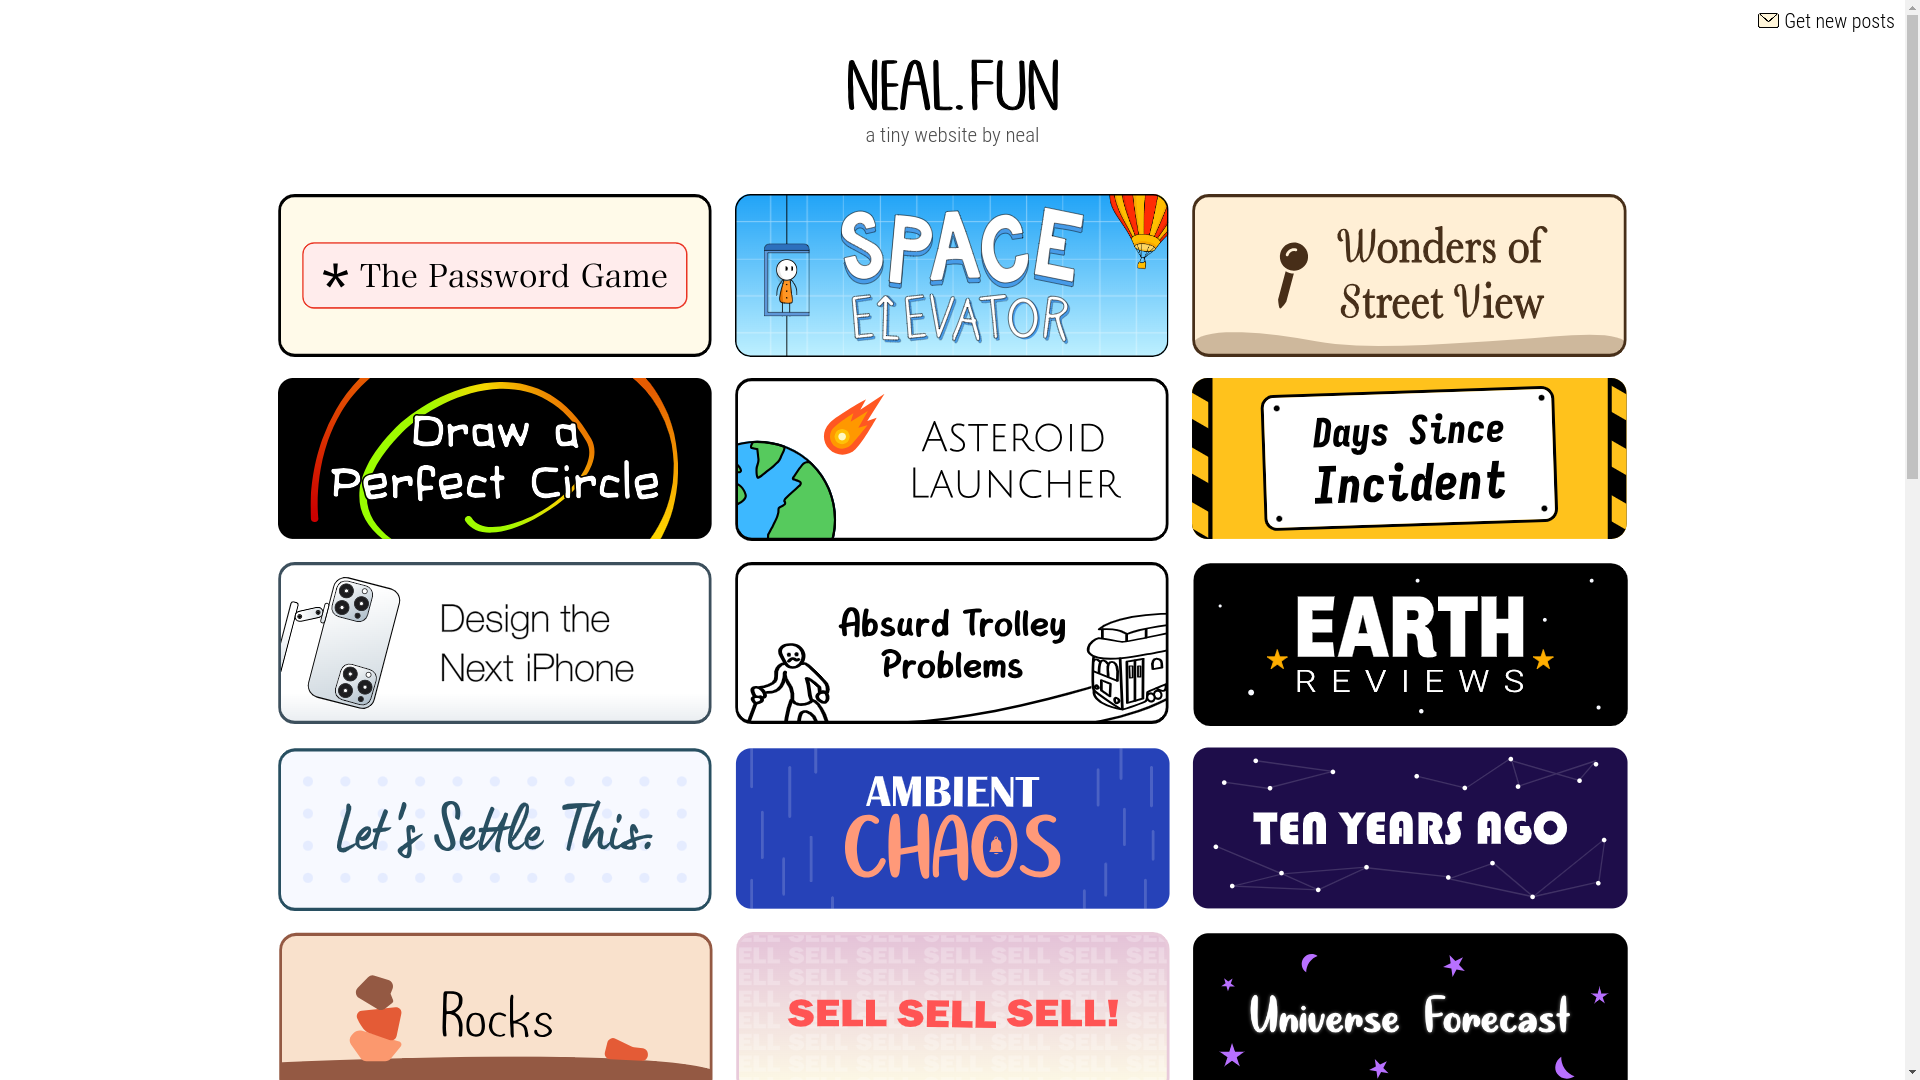 Get new posts
NEAL.FUN
a tiny website by neal
* The Password Game
SPACE
ELEVATOR
Wonders of
Street View
Draw a
Perfect Circle
ASTEROID
LAUNCHER
Days Since
Incident
Design the
Next iPhone
Absurd Trolley
Problems
EARTH
REVIEWS
Let's Settle This.
AMBIENT
CHAOS
TEN YEARS AGO
Rocks
SELL SELL SELL!
Universe Forecast